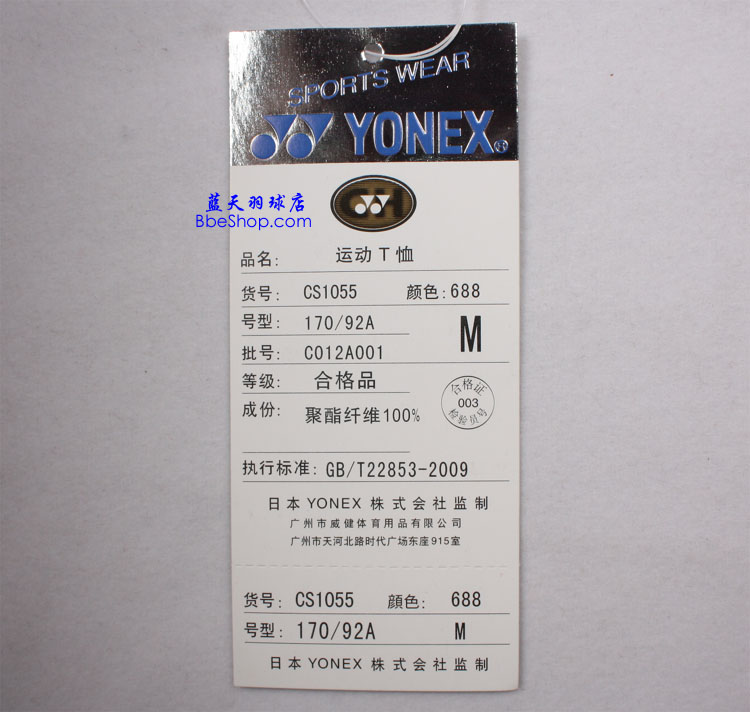 SPORTS WEAR
YONEX®
蓝天羽球店
BbeShop.com
品名: 运动T恤
货号: CS1055 颜色:688
号型: 170/92A M
批号: C012A001
等级: 合格品
合格证
003
检验员号
成份: 聚酯纤维100%
执行标准: GB/T22853-2009
日本 YONEX 株式会社监制
广州市威健体育用品有限公司
广州市天河北路时代广场东座915室
货号: CS1055 顔色: 688
号型: 170/92A M
日本 YONEX 株式会社监制